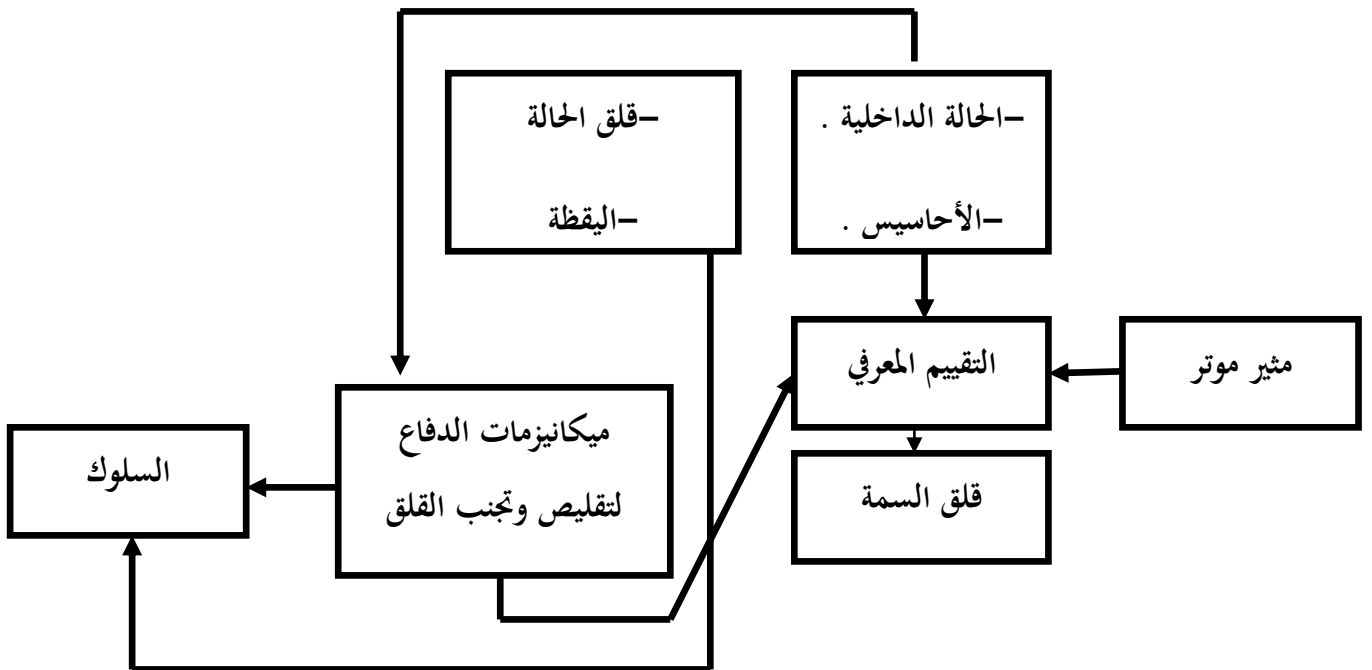 –الحالة الداخلية .
–الأحاسيس .
–قلق الحالة
–اليقظة
مثير موتر
التقييم المعرفي
قلق السمة
ميكانيزمات الدفاع
لتقليص وتجنب القلق
السلوك